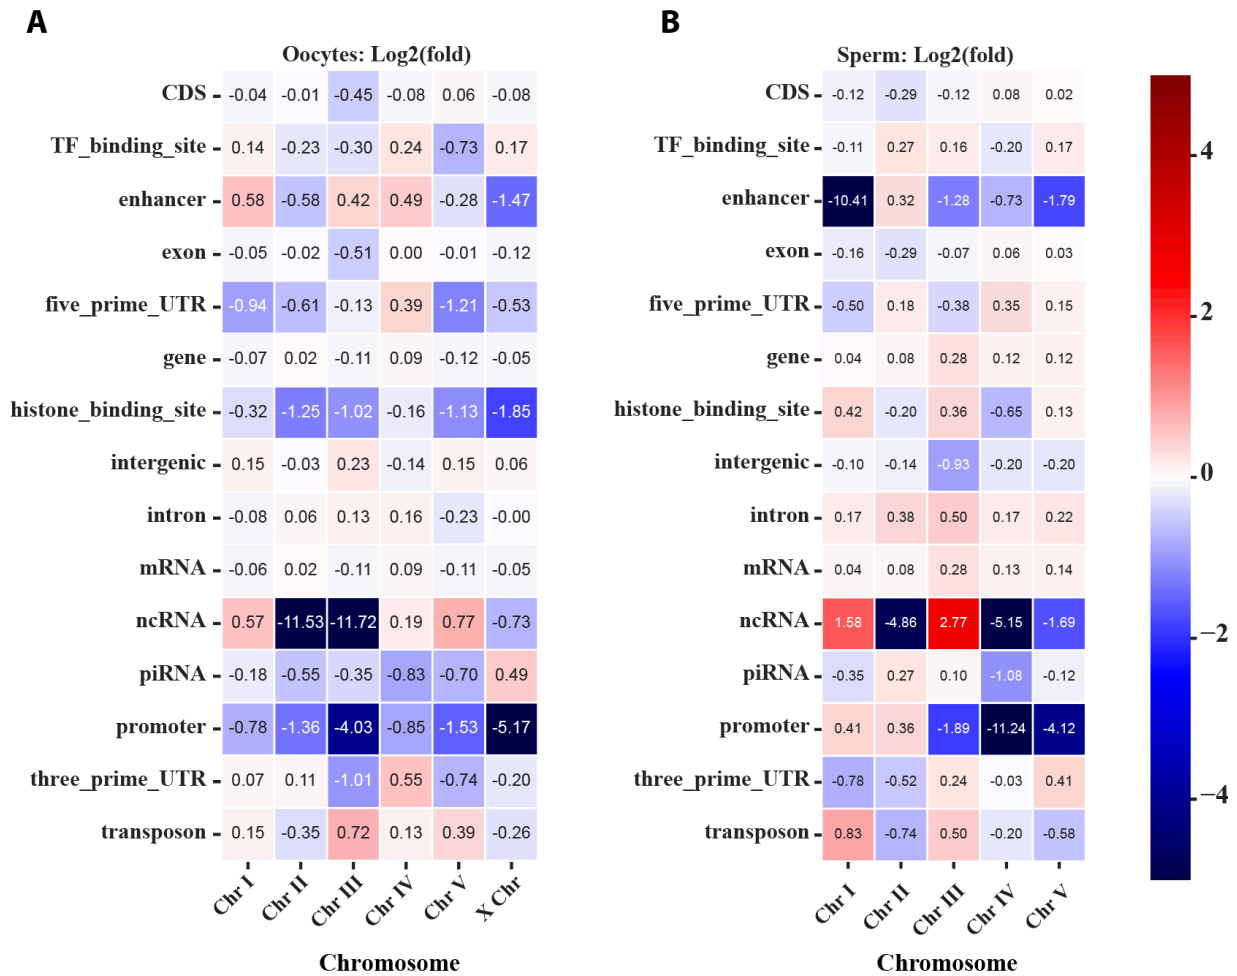 A
B
Oocytes: Log2(fold)
Sperm: Log2(fold)
CDS -0.04 -0.01 -0.45 -0.08 0.06 -0.08
TF_binding_site 0.14 -0.23 -0.30 0.24 -0.73 0.17
enhancer 0.58 -0.58 0.42 0.49 -0.28 -1.47
exon -0.05 -0.02 -0.51 0.00 -0.01 -0.12
five_prime_UTR -0.94 -0.61 -0.13 0.39 -1.21 -0.53
gene -0.07 0.02 -0.11 0.09 -0.12 -0.05
histone_binding_site -0.32 -1.25 -1.02 -0.16 -1.13 -1.85
intergenic 0.15 -0.03 0.23 -0.14 0.15 0.06
intron -0.08 0.06 0.13 0.16 -0.23 -0.00
mRNA -0.06 0.02 -0.11 0.09 -0.11 -0.05
ncRNA 0.57 -11.53 -11.72 0.19 0.77 -0.73
piRNA -0.18 -0.55 -0.35 -0.83 -0.70 0.49
promoter -0.78 -1.36 -4.03 -0.85 -1.53 -5.17
three_prime_UTR 0.07 0.11 -1.01 0.55 -0.74 -0.20
transposon 0.15 -0.35 0.72 0.13 0.39 -0.26
Chr I Chr II Chr III Chr IV Chr V X Chr
Chromosome
CDS -0.12 -0.29 -0.12 0.08 0.02
TF_binding_site -0.11 0.27 0.16 -0.20 0.17
enhancer -10.41 0.32 -1.28 -0.73 -1.79
exon -0.16 -0.29 -0.07 0.06 0.03
five_prime_UTR -0.50 0.18 -0.38 0.35 0.15
gene 0.04 0.08 0.28 0.12 0.12
histone_binding_site 0.42 -0.20 0.36 -0.65 0.13
intergenic -0.10 -0.14 -0.93 -0.20 -0.20
intron 0.17 0.38 0.50 0.17 0.22
mRNA 0.04 0.08 0.28 0.13 0.14
ncRNA 1.58 -4.86 2.77 -5.15 -1.69
piRNA -0.35 0.27 0.10 -1.08 -0.12
promoter 0.41 0.36 -1.89 -11.24 -4.12
three_prime_UTR -0.78 -0.52 0.24 -0.03 0.41
transposon 0.83 -0.74 0.50 -0.20 -0.58
Chr I Chr II Chr III Chr IV Chr V
Chromosome
4
2
0
−2
−4